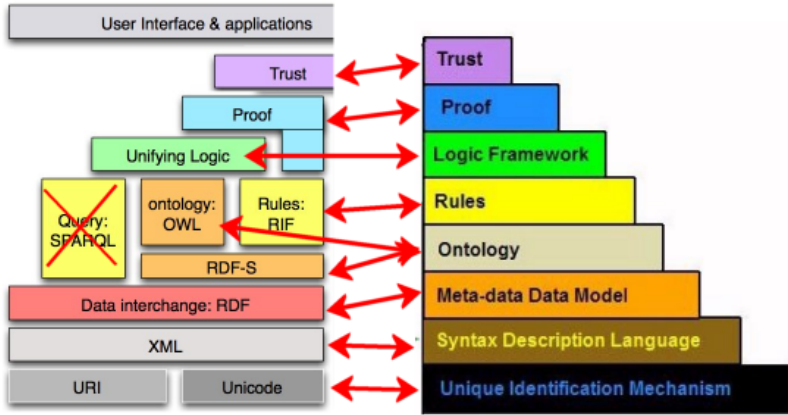 User Interface & applications
Trust
Proof
Unifying Logic
Query:
SPARQL
ontology:
OWL
Rules:
RIF
RDF-S
Data interchange: RDF
XML
URI
Unicode
Trust
Proof
Logic Framework
Rules
Ontology
Meta-data Data Model
Syntax Description Language
Unique Identification Mechanism